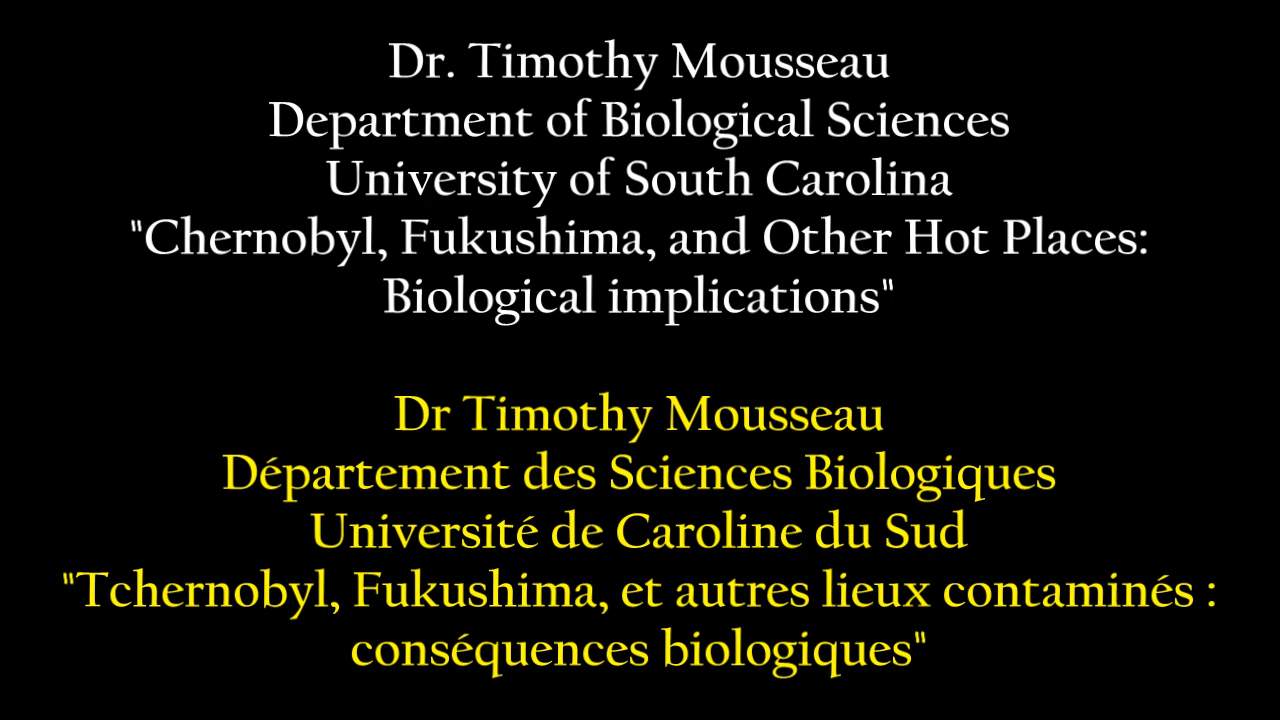 Dr. Timothy Mousseau
Department of Biological Sciences
University of South Carolina
"Chernobyl, Fukushima, and Other Hot Places:
Biological implications"
Dr Timothy Mousseau
Département des Sciences Biologiques
Université de Caroline du Sud
"Tchernobyl, Fukushima, et autres lieux contaminés :
conséquences biologiques"